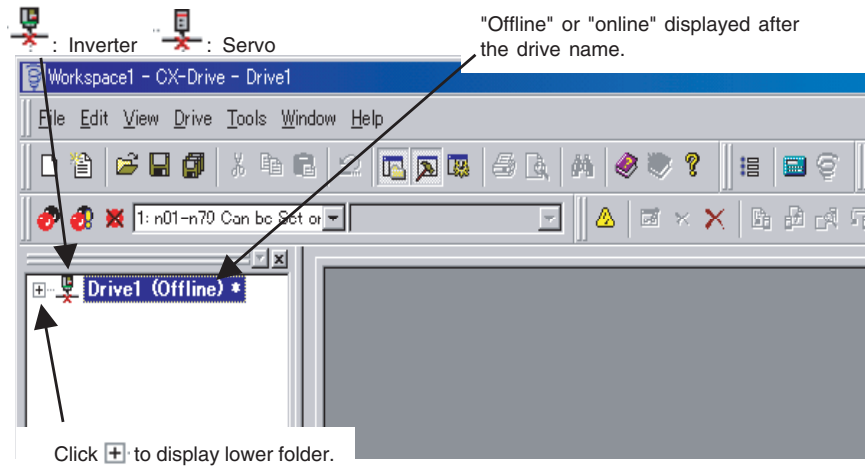 : Inverter : Servo
"Offline" or "online" displayed after
the drive name.
Workspace1 - CX-Drive - Drive1
File Edit View Drive Tools Window Help
1: n01-n79 Can be Set or
Drive1 (Offline) *
Click + to display lower folder.